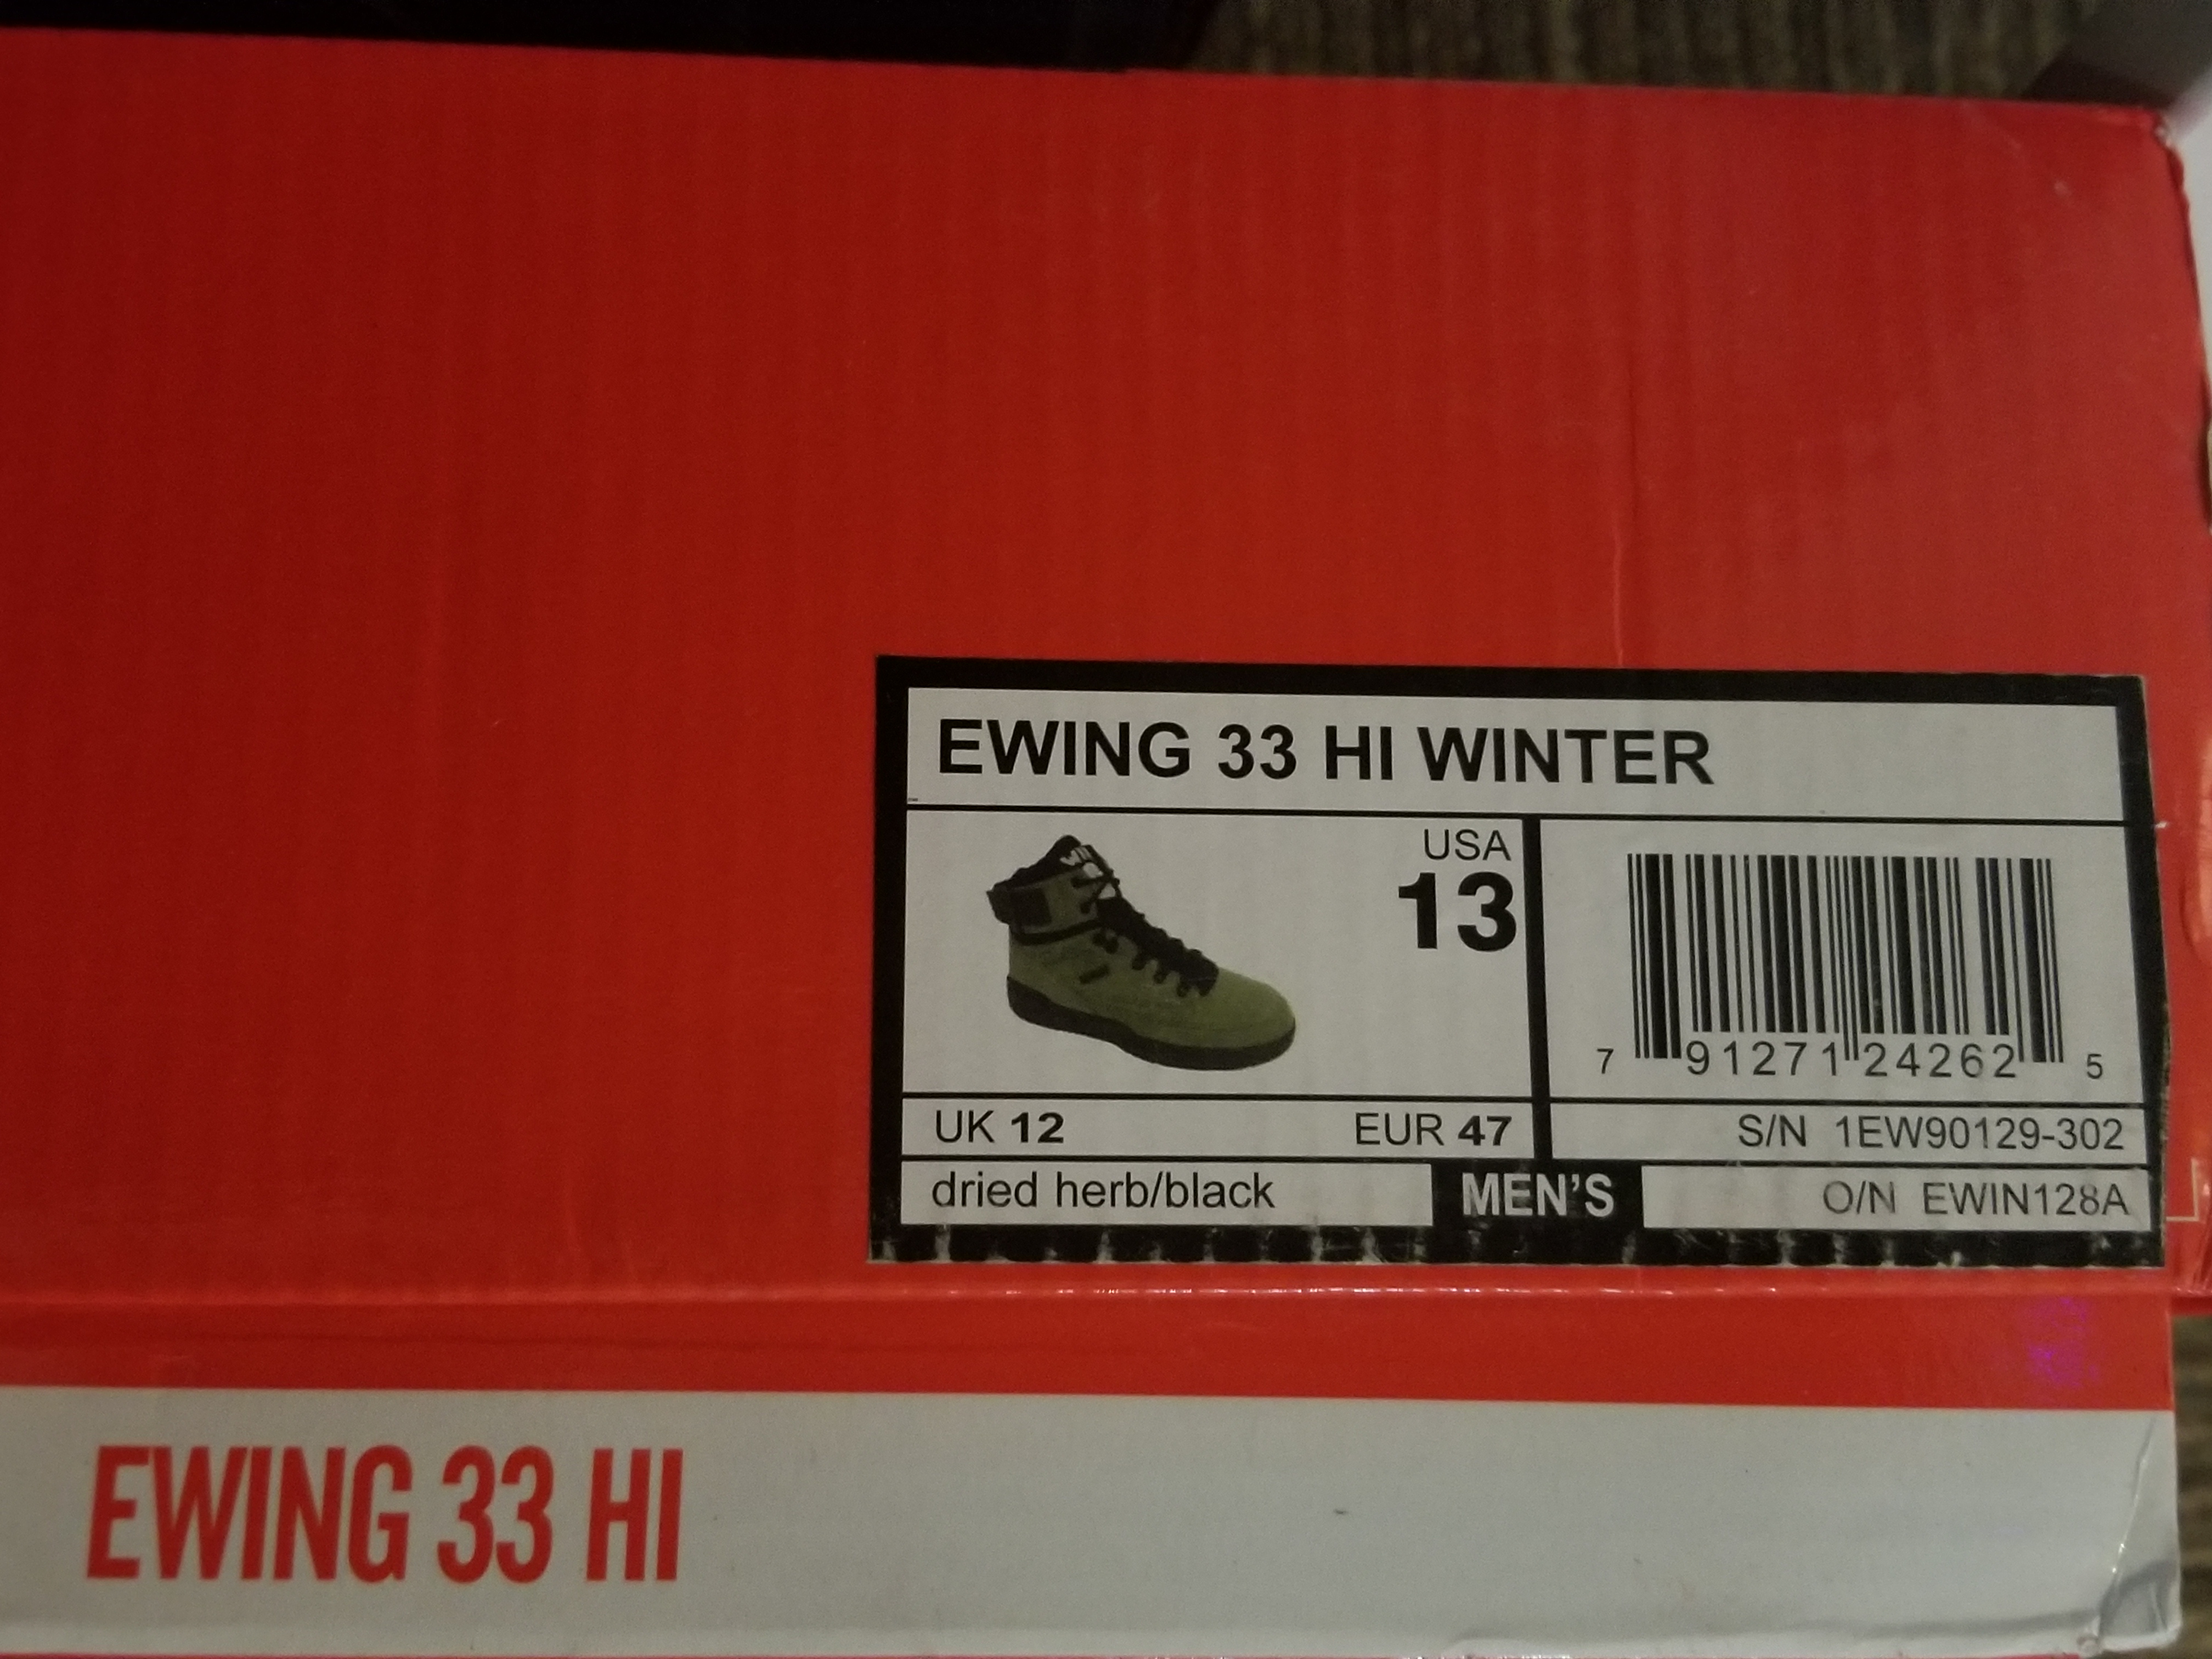 EWING 33 HI WINTER
USA
13
7 91271 24262 5
UK 12 EUR 47
S/N 1EW90129-302
dried herb/black
MEN'S
O/N EWIN128A
EWING 33 HI